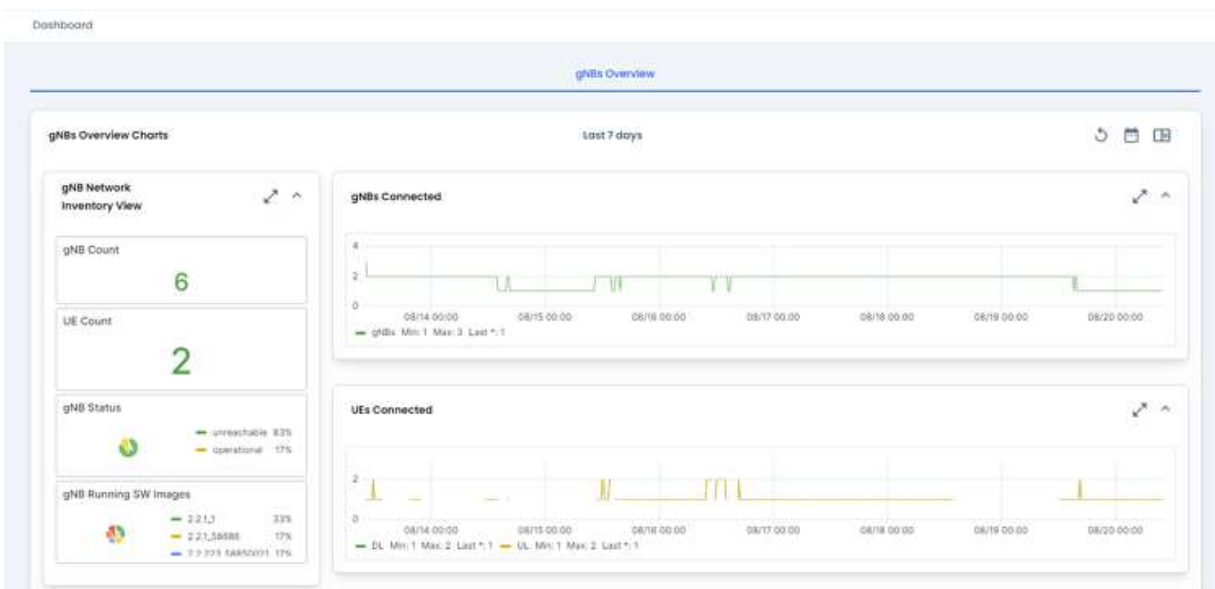 Dashboard
gNBs Overview
gNBs Overview Charts
Last 7 days
gNB Network
Inventory View
gNB Count
6
UE Count
2
gNB Status
unreachable 83%
operational 17%
gNB Running SW Images
2.2.1_1 33%
2.2.1_58686 17%
17%
gNBs Connected
4
2
0
08/14 00:00 08/15 00:00 08/16 00:00 08/17 00:00 08/18 00:00 08/19 00:00 08/20 00:00
gNBs Min: 1 Max: 3 Last *: 1
UEs Connected
2
0
08/14 00:00 08/15 00:00 08/16 00:00 08/17 00:00 08/18 00:00 08/19 00:00 08/20 00:00
DL Min: 1 Max: 2 Last *: 1 UL Min: 1 Max: 2 Last *: 1